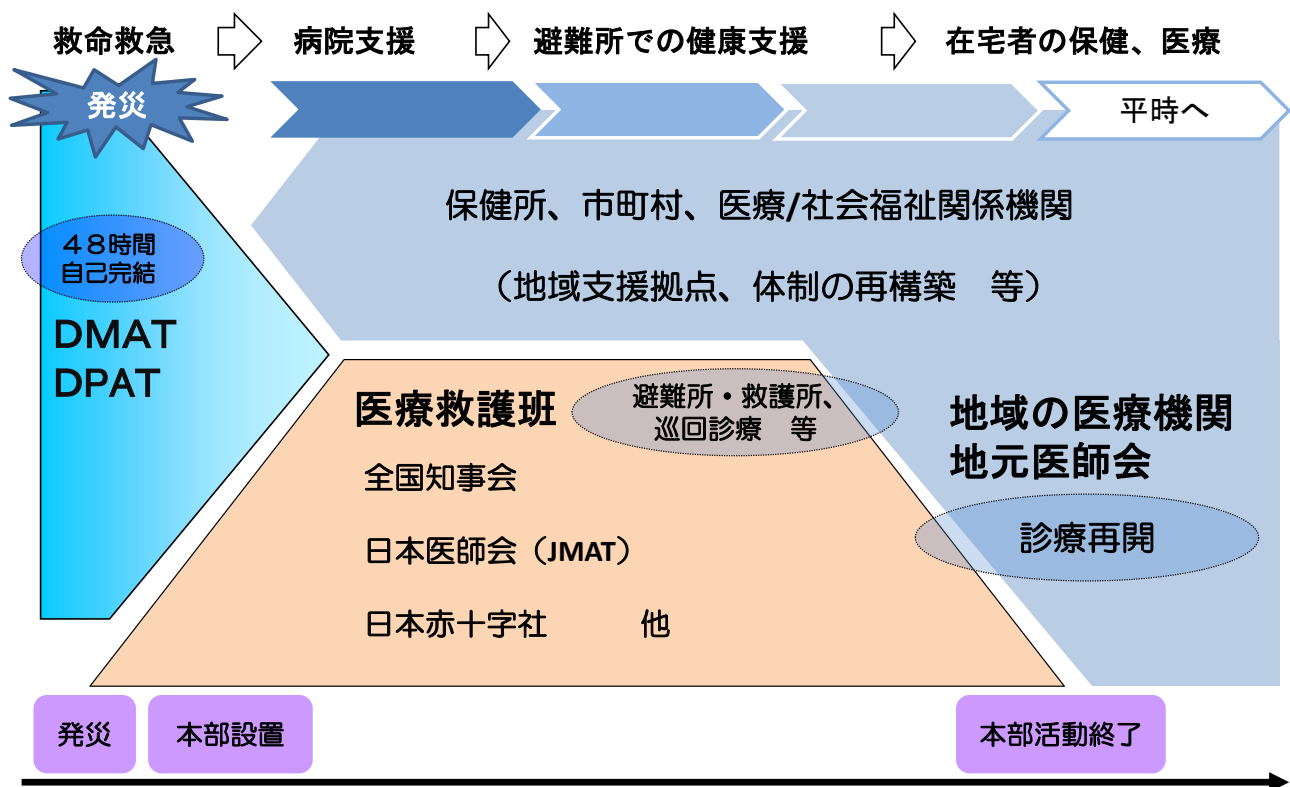 救命救急
病院支援
避難所での健康支援
在宅者の保健、医療
発災
平時へ
保健所、市町村、医療/社会福祉関係機関
（地域支援拠点、体制の再構築　等）
４８時間
自己完結
DMAT
DPAT
医療救護班
避難所・救護所、
巡回診療　等
全国知事会
日本医師会（JMAT）
日本赤十字社　　　他
地域の医療機関
地元医師会
診療再開
発災
本部設置
本部活動終了